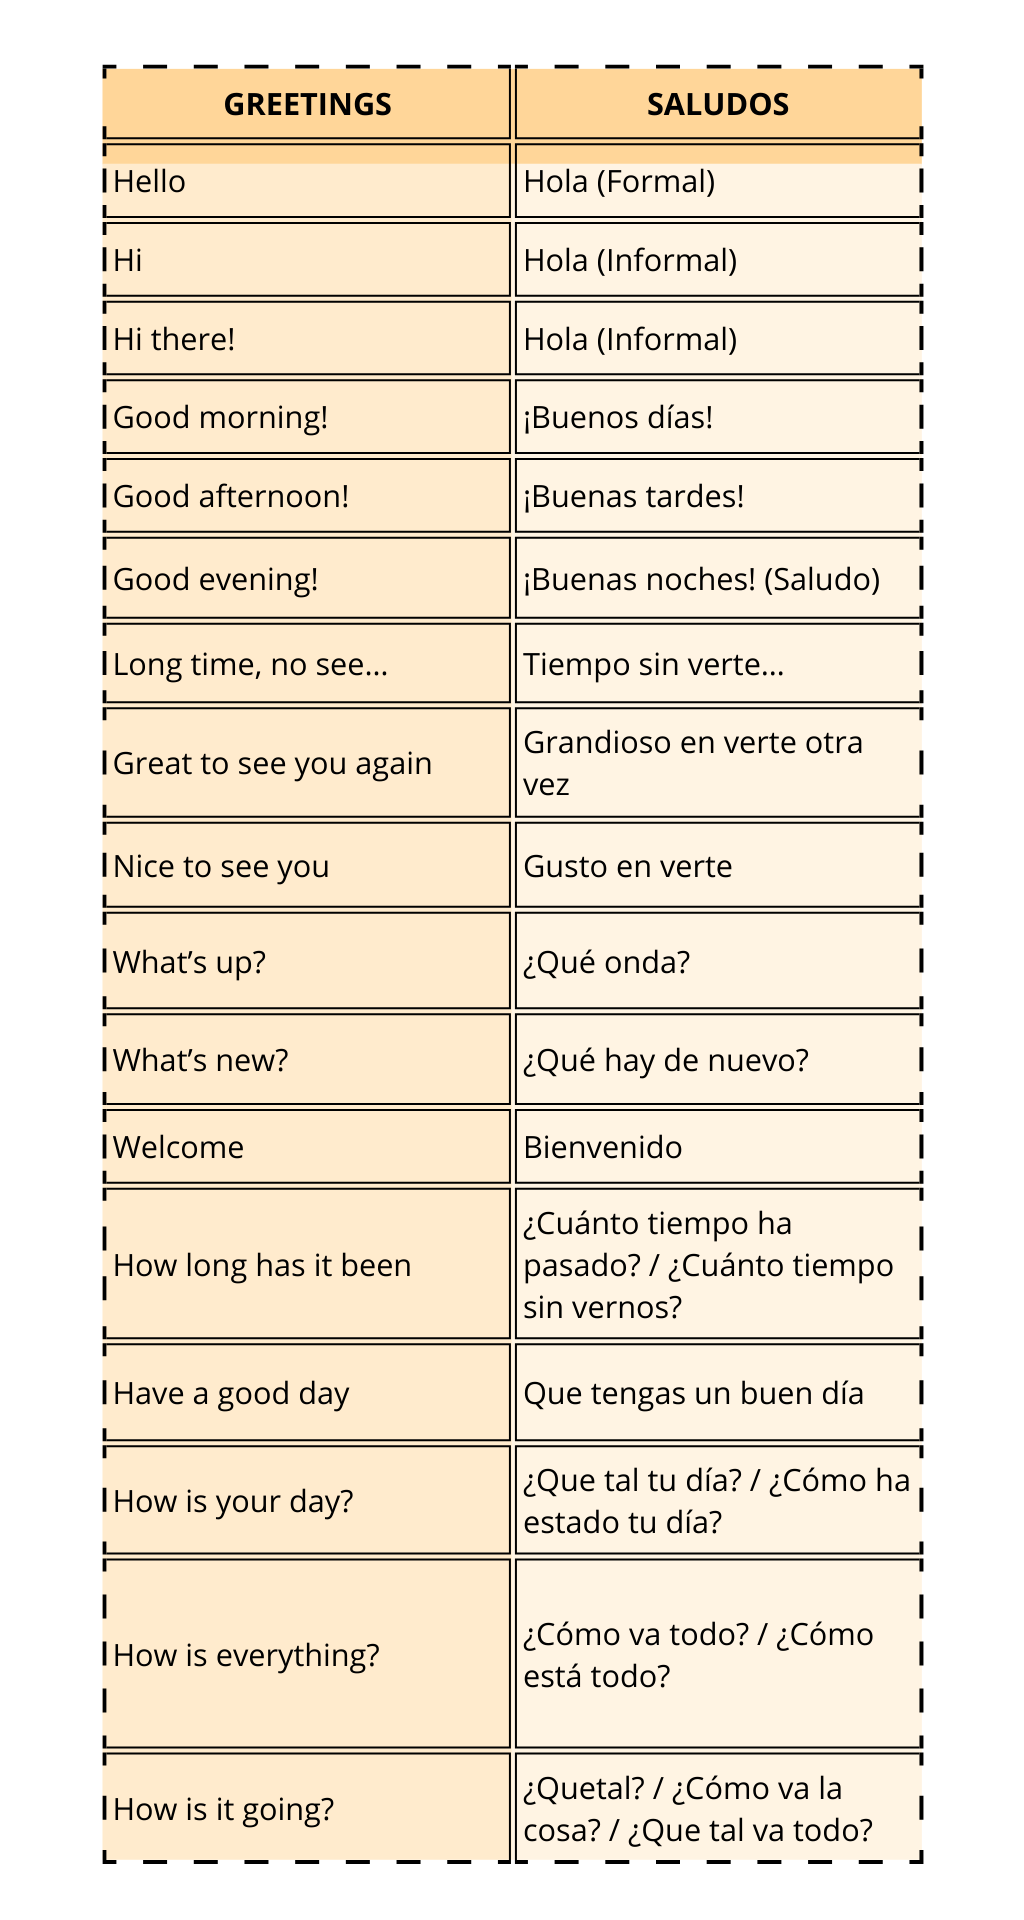 GREETINGS SALUDOS
Hello Hola (Formal)
Hi Hola (Informal)
Hi there! Hola (Informal)
Good morning! ¡Buenos días!
Good afternoon! ¡Buenas tardes!
Good evening! ¡Buenas noches! (Saludo)
Long time, no see... Tiempo sin verte...
Great to see you again Grandioso en verte otra
vez
Nice to see you Gusto en verte
What’s up? ¿Qué onda?
What’s new? ¿Qué hay de nuevo?
Welcome Bienvenido
How long has it been ¿Cuánto tiempo ha
pasado? / ¿Cuánto tiempo
sin vernos?
Have a good day Que tengas un buen día
How is your day? ¿Que tal tu día? / ¿Cómo ha
estado tu día?
How is everything? ¿Cómo va todo? / ¿Cómo
está todo?
How is it going? ¿Quetal? / ¿Cómo va la
cosa? / ¿Que tal va todo?